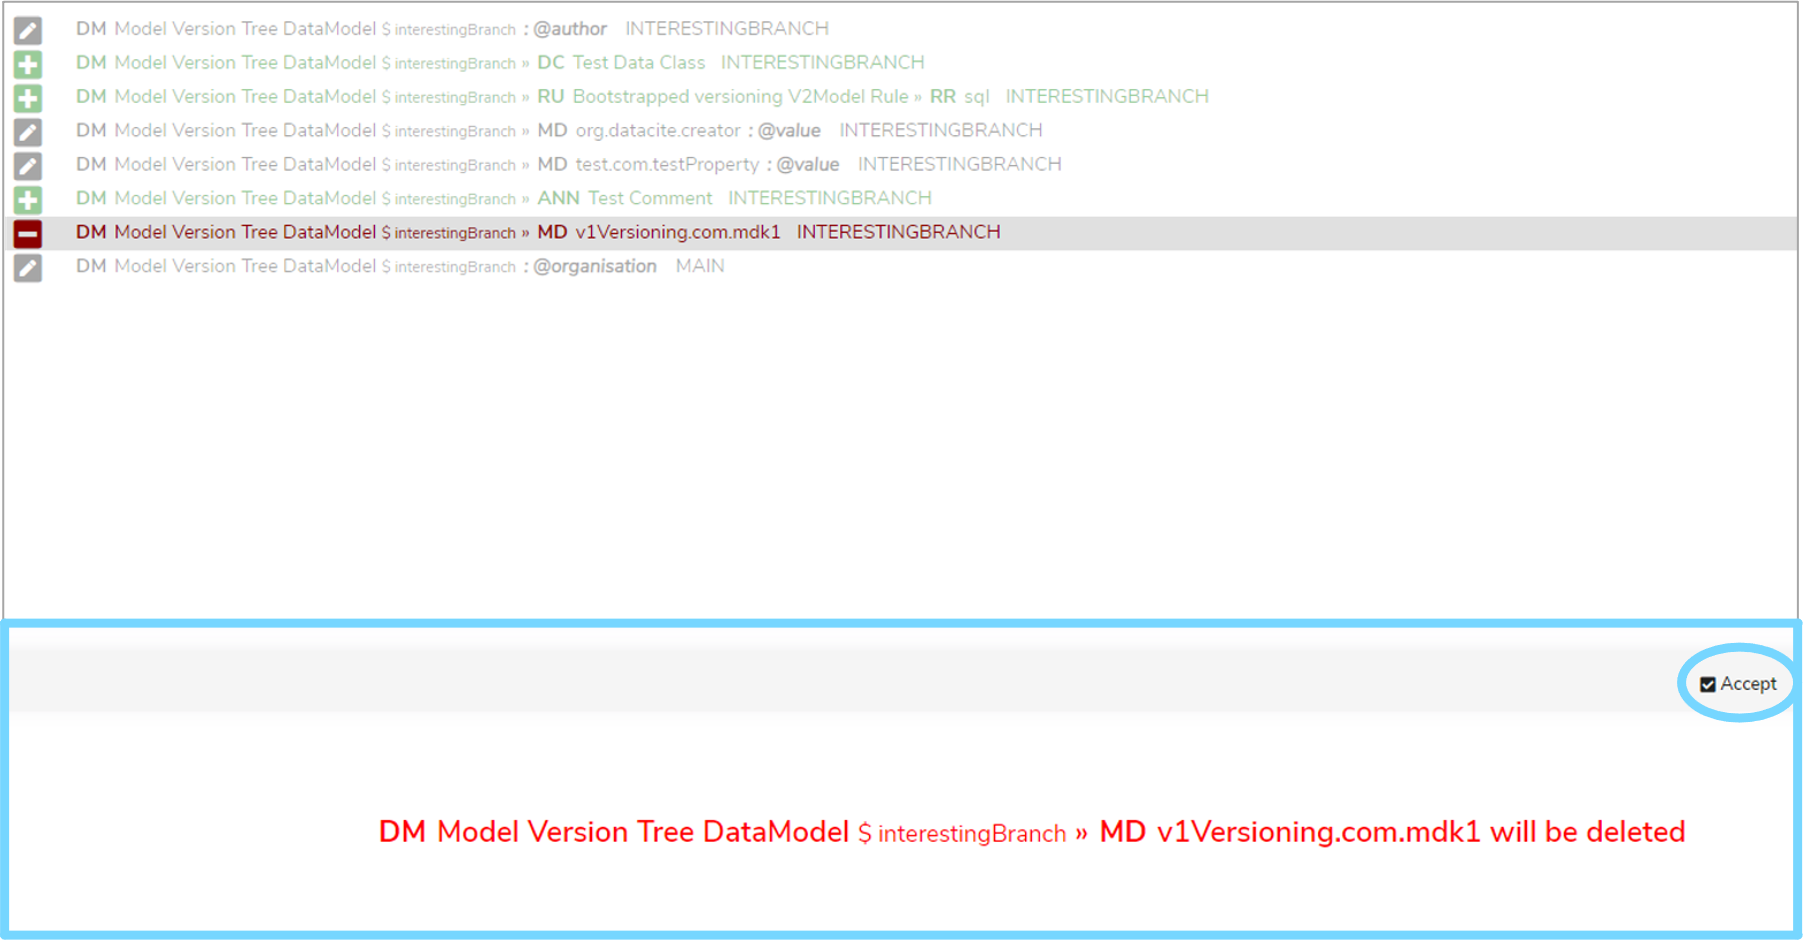 DM Model Version Tree DataModel $ interestingBranch : @author INTERESTINGBRANCH
DM Model Version Tree DataModel $ interestingBranch » DC Test Data Class INTERESTINGBRANCH
DM Model Version Tree DataModel $ interestingBranch » RU Bootstrapped versioning V2Model Rule » RR sql INTERESTINGBRANCH
DM Model Version Tree DataModel $ interestingBranch » MD org.datacite.creator : @value INTERESTINGBRANCH
DM Model Version Tree DataModel $ interestingBranch » MD test.com.testProperty : @value INTERESTINGBRANCH
DM Model Version Tree DataModel $ interestingBranch » ANN Test Comment INTERESTINGBRANCH
DM Model Version Tree DataModel $ interestingBranch » MD v1Versioning.com.mdk1 INTERESTINGBRANCH
DM Model Version Tree DataModel $ interestingBranch : @organisation MAIN
Accept
DM Model Version Tree DataModel $ interestingBranch » MD v1Versioning.com.mdk1 will be deleted